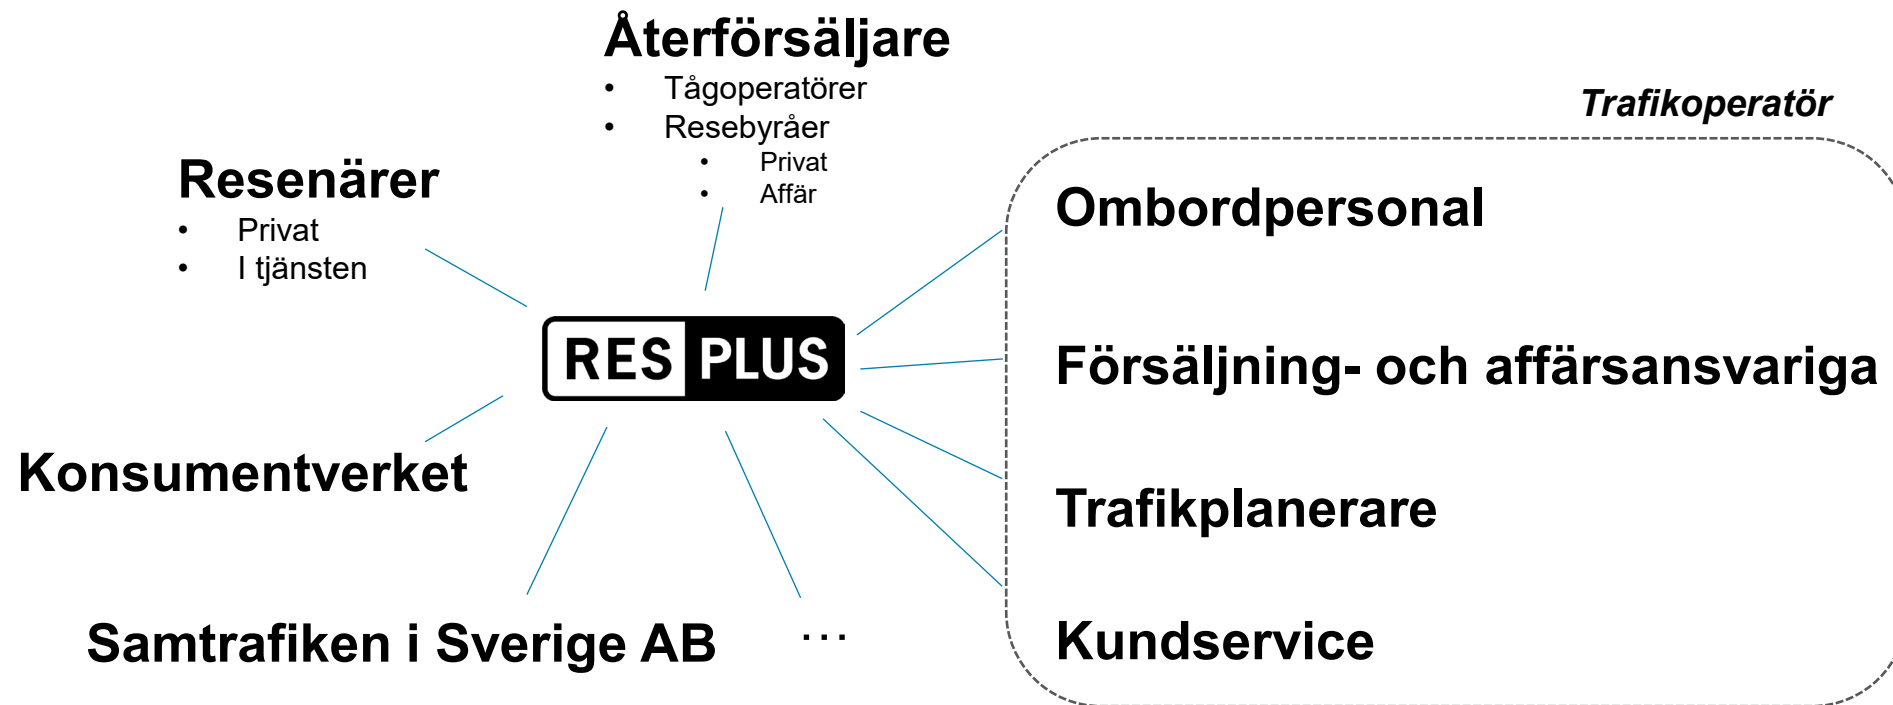 Återförsäljare
• Tågoperatörer
• Resebyråer
• Privat
• Affär
Resenärer
• Privat
• I tjänsten
RES PLUS
Konsumentverket
Samtrafiken i Sverige AB
...
Trafikoperatör
Ombordpersonal
Försäljning- och affärsansvariga
Trafikplanerare
Kundservice